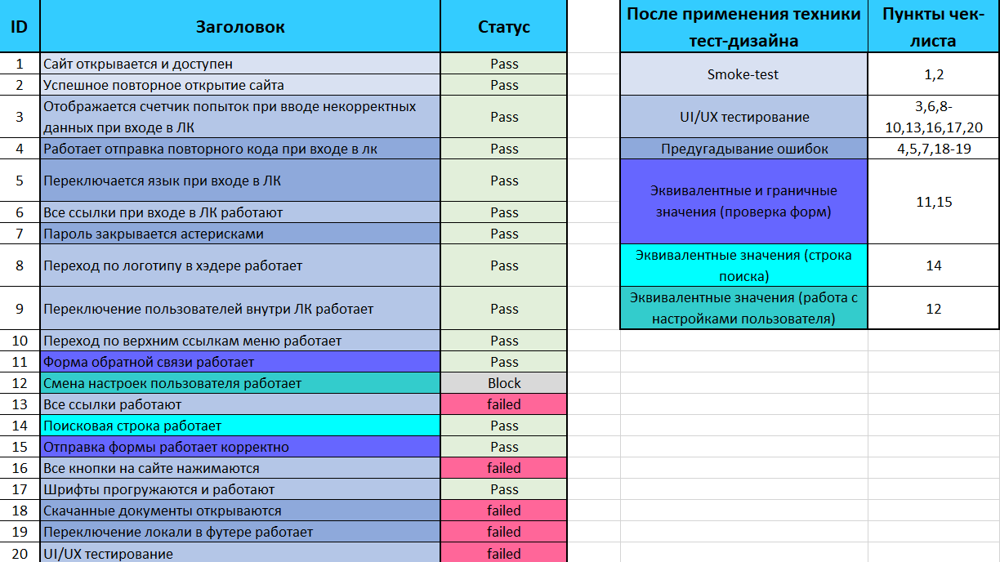 ID Заголовок Статус
1 Сайт открывается и доступен Pass
2 Успешное повторное открытие сайта Pass
3 Отображается счетчик попыток при вводе некорректных
данных при входе в ЛК Pass
4 Работает отправка повторного кода при входе в лк Pass
5 Переключается язык при входе в ЛК Pass
6 Все ссылки при входе в ЛК работают Pass
7 Пароль закрывается астерисками Pass
8 Переход по логотипу в хэдере работает Pass
9 Переключение пользователей внутри ЛК работает Pass
10 Переход по верхним ссылкам меню работает Pass
11 Форма обратной связи работает Pass
12 Смена настроек пользователя работает Block
13 Все ссылки работают failed
14 Поисковая строка работает Pass
15 Отправка формы работает корректно Pass
16 Все кнопки на сайте нажимаются failed
17 Шрифты прогружаются и работают Pass
18 Скачанные документы открываются failed
19 Переключение локали в футере работает failed
20 UI/UX тестирование failed
После применения техники
тест-дизайна
Пункты чек-
листа
Smoke-test 1,2
UI/UX тестирование
3,6,8-
10,13,16,17,20
Предугадывание ошибок 4,5,7,18-19
Эквивалентные и граничные
значения (проверка форм)
11,15
Эквивалентные значения (строка
поиска)
14
Эквивалентные значения (работа с
настройками пользователя)
12